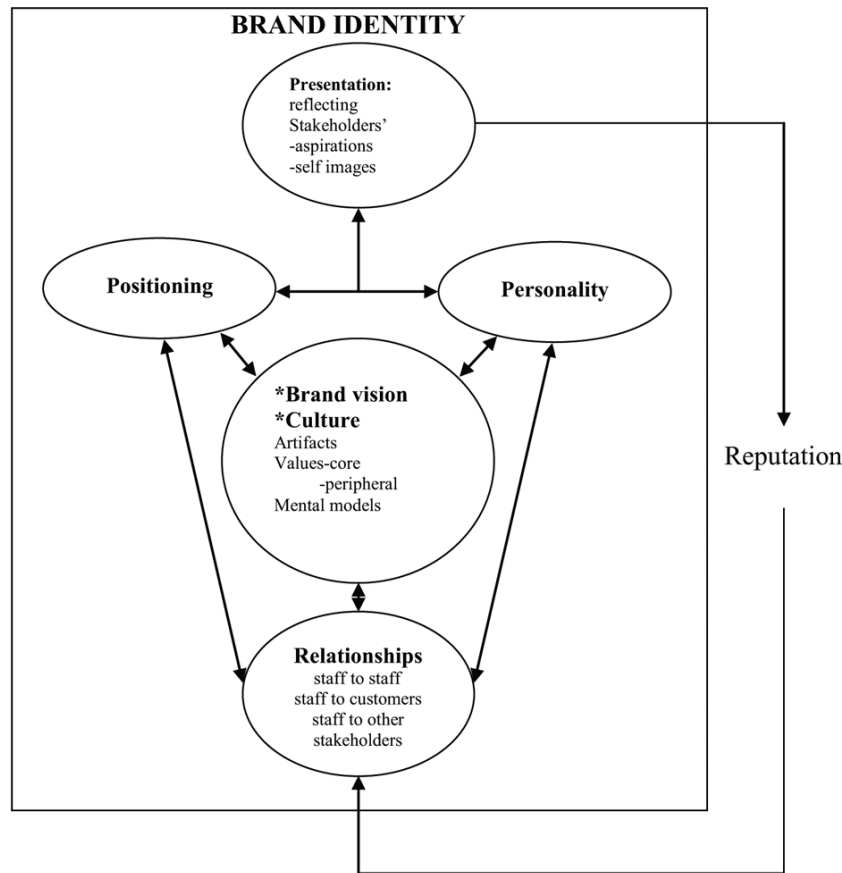 BRAND IDENTITY
Presentation:
reflecting
Stakeholders’
-aspirations
-self images
Positioning
Personality
*Brand vision
*Culture
Artifacts
Values-core
-peripheral
Mental models
Reputation
Relationships
staff to staff
staff to customers
staff to other
stakeholders